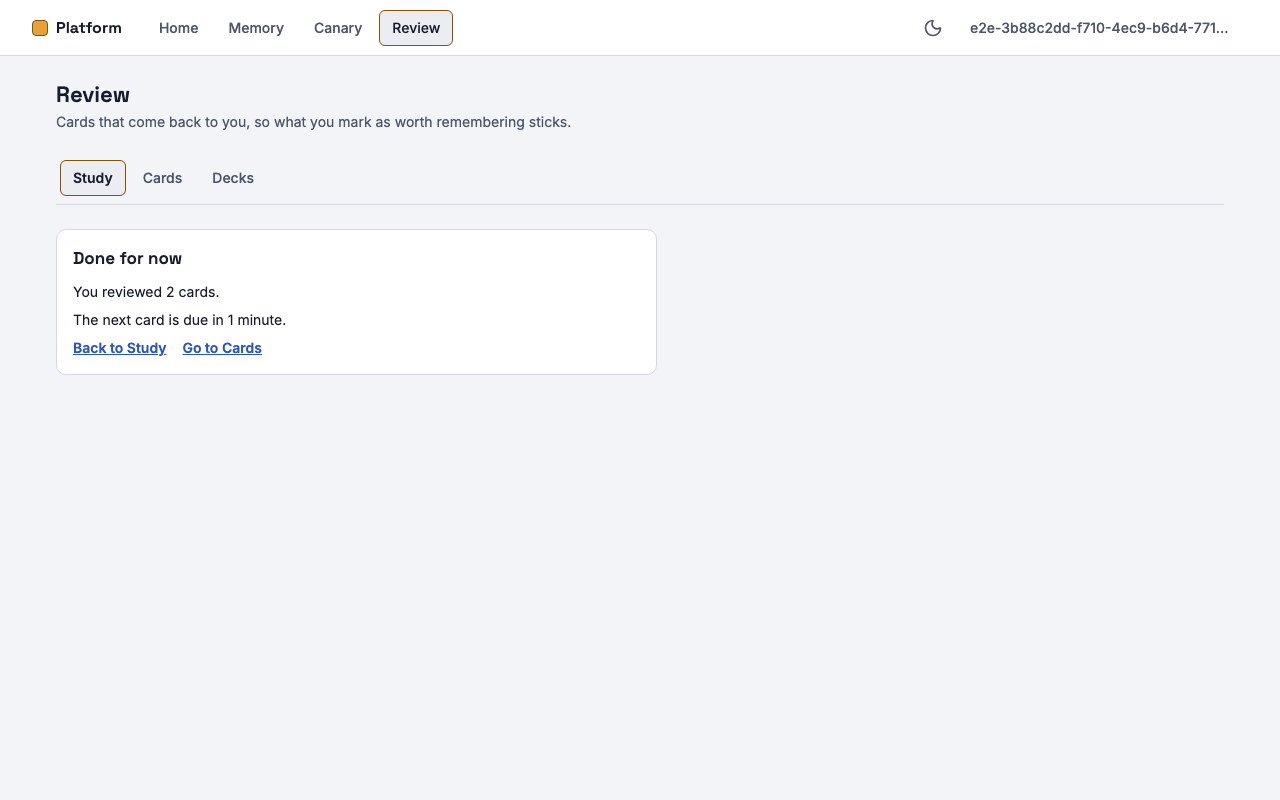 Platform Home Memory Canary Review e2e-3b88c2dd-f710-4ec9-b6d4-771...
Review
Cards that come back to you, so what you mark as worth remembering sticks.
Study Cards Decks
Done for now
You reviewed 2 cards.
The next card is due in 1 minute.
Back to Study Go to Cards